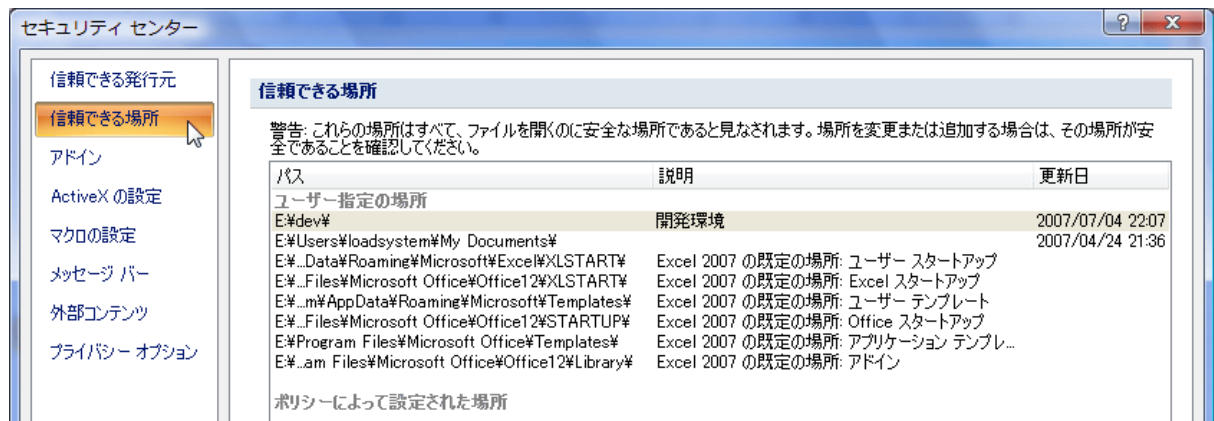 セキュリティ センター
信頼できる発行元
信頼できる場所
アドイン
ActiveX の設定
マクロの設定
メッセージ バー
外部コンテンツ
プライバシー オプション
信頼できる場所
警告: これらの場所はすべて、ファイルを開くのに安全な場所であると見なされます。場所を変更または追加する場合は、その場所が安
全であることを確認してください。
パス 説明 更新日
ユーザー指定の場所
E:¥dev¥ 開発環境 2007/07/04 22:07
E:¥Users¥loadsystem¥My Documents¥ 2007/04/24 21:36
E:¥...Data¥Roaming¥Microsoft¥Excel¥XLSTART¥ Excel 2007 の既定の場所: ユーザー スタートアップ
E:¥...Files¥Microsoft Office¥Office12¥XLSTART¥ Excel 2007 の既定の場所: Excel スタートアップ
E:¥...m¥AppData¥Roaming¥Microsoft¥Templates¥ Excel 2007 の既定の場所: ユーザー テンプレート
E:¥...Files¥Microsoft Office¥Office12¥STARTUP¥ Excel 2007 の既定の場所: Office スタートアップ
E:¥Program Files¥Microsoft Office¥Templates¥ Excel 2007 の既定の場所: アプリケーション テンプレ...
E:¥...am Files¥Microsoft Office¥Office12¥Library¥ Excel 2007 の既定の場所: アドイン
ポリシーによって設定された場所